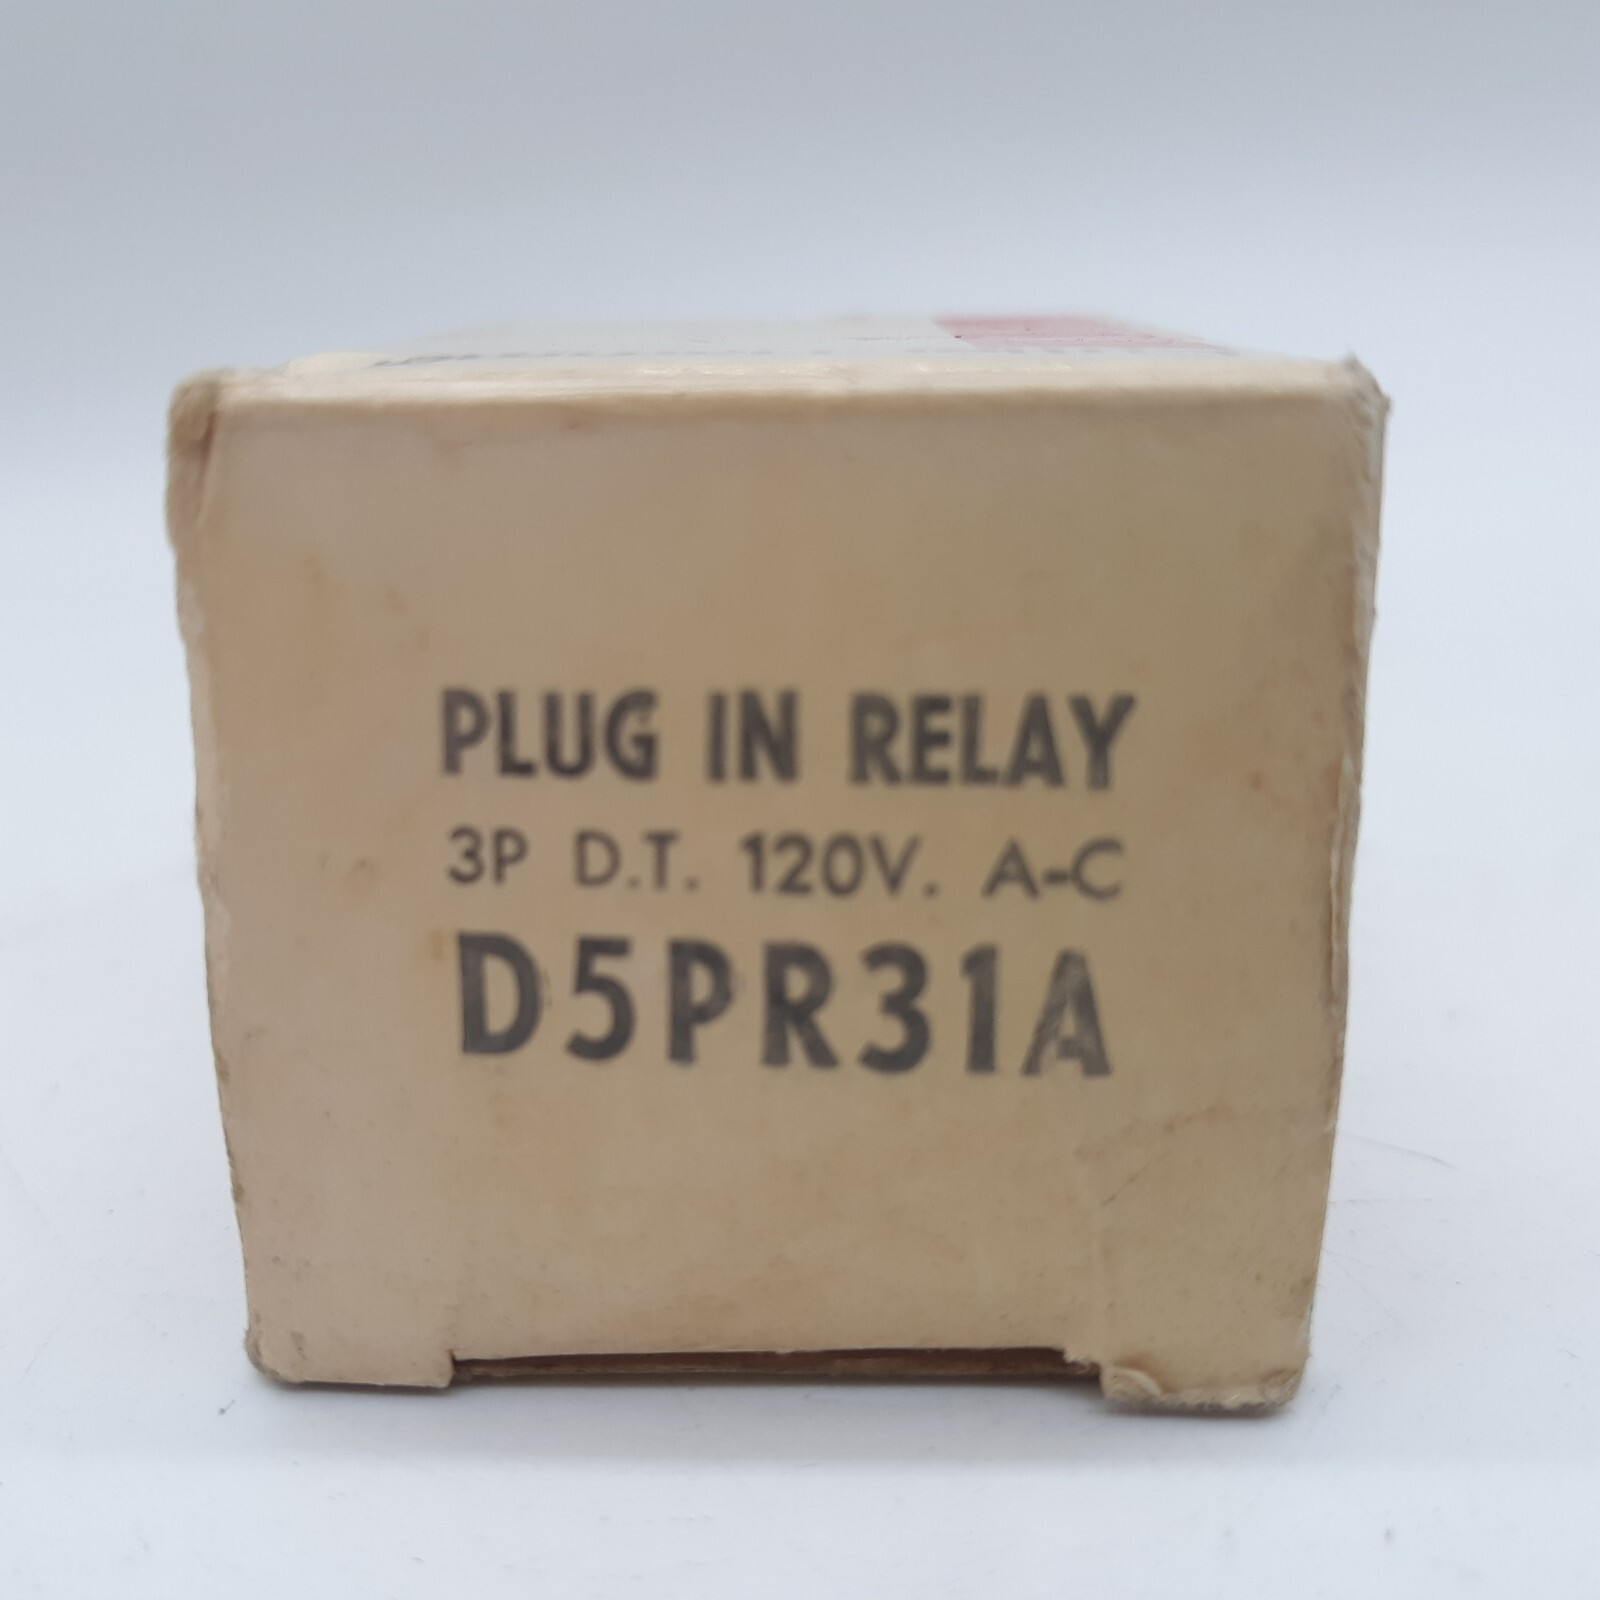 PLUG IN RELAY
3P D.T. 120V. A-C
D5PR31A